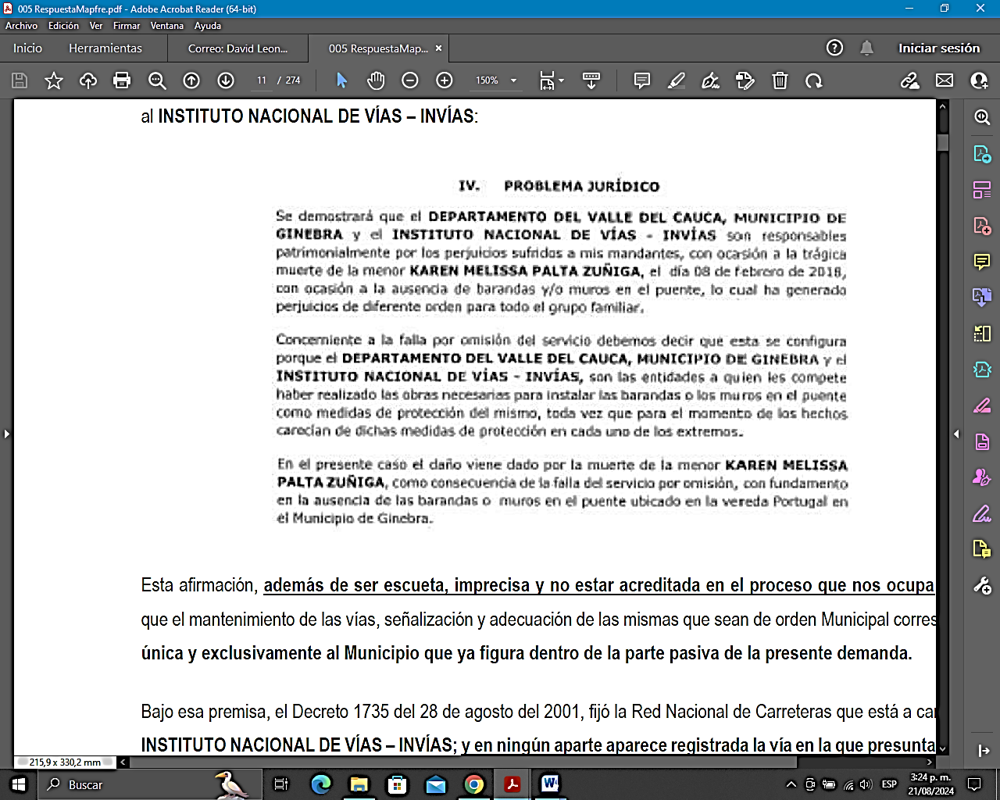 005 RespuestaMapfre.pdf - Adobe Acrobat Reader (64-bit)
Archivo Edición Ver Firmar Ventana Ayuda
Inicio Herramientas Correo: David Leon... 005 RespuestaMap... × Iniciar sesión
11 / 274 150%
al INSTITUTO NACIONAL DE VÍAS – INVÍAS:
IV. PROBLEMA JURÍDICO
Se demostrará que el DEPARTAMENTO DEL VALLE DEL CAUCA, MUNICIPIO DE
GINEBRA y el INSTITUTO NACIONAL DE VÍAS - INVÍAS son responsables
patrimonialmente por los perjuicios sufridos a mis mandantes, con ocasión a la trágica
muerte de la menor KAREN MELISSA PALTA ZUÑIGA, el día 08 de febrero de 2018,
con ocasión a la ausencia de barandas y/o muros en el puente, lo cual ha generado
perjuicios de diferente orden para todo el grupo familiar.
Concerniente a la falla por omisión del servicio debemos decir que esta se configura
porque el DEPARTAMENTO DEL VALLE DEL CAUCA, MUNICIPIO DE GINEBRA y el
INSTITUTO NACIONAL DE VÍAS - INVÍAS, son las entidades a quien les compete
haber realizado las obras necesarias para instalar las barandas o los muros en el puente
como medidas de protección del mismo, toda vez que para el momento de los hechos
carecían de dichas medidas de protección en cada uno de los extremos.
En el presente caso el daño viene dado por la muerte de la menor KAREN MELISSA
PALTA ZUÑIGA, como consecuencia de la falla del servicio por omisión, con fundamento
en la ausencia de las barandas o muros en el puente ubicado en la vereda Portugal en
el Municipio de Ginebra.
Esta afirmación, además de ser escueta, imprecisa y no estar acreditada en el proceso que nos ocupa
que el mantenimiento de las vías, señalización y adecuación de las mismas que sean de orden Municipal corres
única y exclusivamente al Municipio que ya figura dentro de la parte pasiva de la presente demanda.
Bajo esa premisa, el Decreto 1735 del 28 de agosto del 2001, fijó la Red Nacional de Carreteras que está a car
INSTITUTO NACIONAL DE VÍAS – INVÍAS; y en ningún aparte aparece registrada la vía en la que presunta
215,9 x 330,2 mm
Buscar ESP 3:24 p. m.
21/08/2024